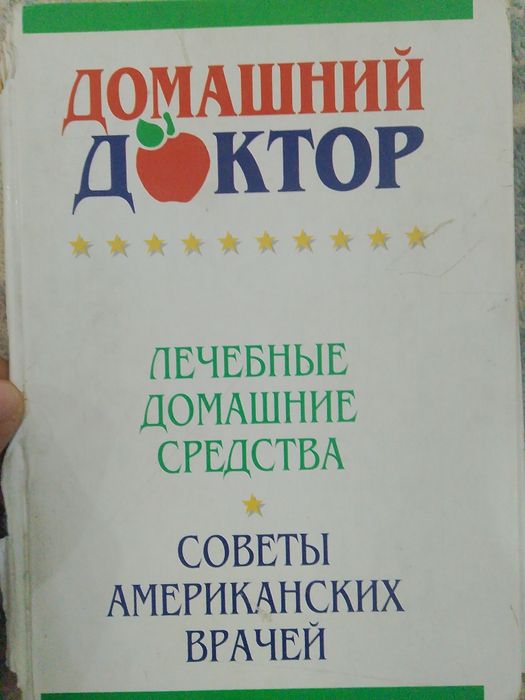 ДОМАШНИЙ
ДОКТОР
ЛЕЧЕБНЫЕ
ДОМАШНИЕ
СРЕДСТВА
СОВЕТЫ
АМЕРИКАНСКИХ
ВРАЧЕЙ